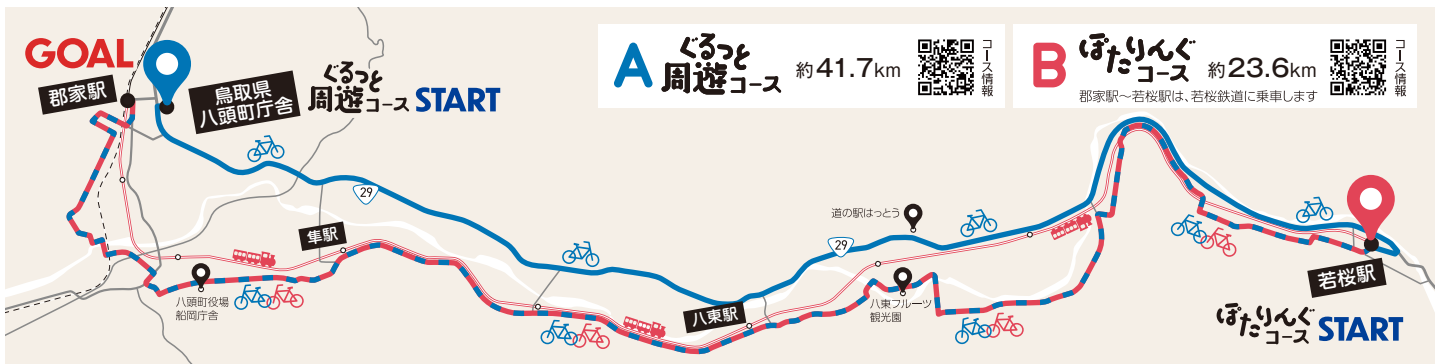 GOAL
郡家駅
鳥取県
八頭町庁舎
ぐるっと
周遊コース START
A ぐるっと
周遊コース 約41.7km
コース情報
B ぽたりんぐ
コース 約23.6km
郡家駅~若桜駅は、若桜鉄道に乗車します
コース情報
29
隼駅
道の駅はっとう
29
八頭町役場
船岡庁舎
八東駅
八東フルーツ
観光園
若桜駅
ぽたりんぐ
コース START